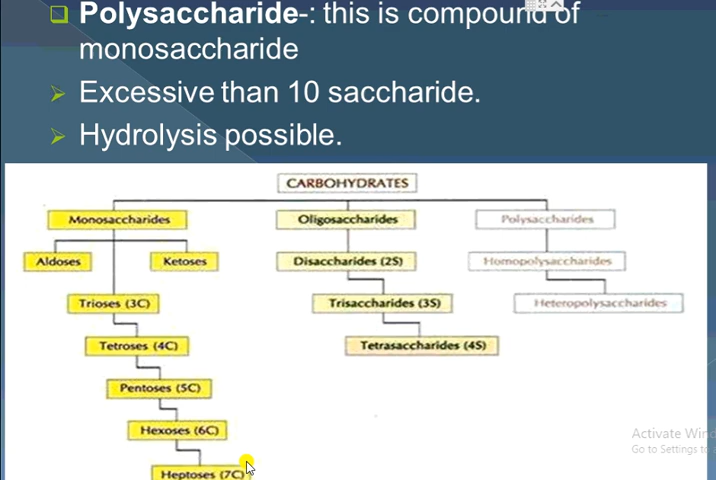 Polysaccharide-: this is compound of
monosaccharide
Excessive than 10 saccharide.
Hydrolysis possible.
CARBOHYDRATES
Monosaccharides
Oligosaccharides
Polysaccharides
Aldoses
Ketoses
Disaccharides (2S)
Homopolysaccharides
Trioses (3C)
Trisaccharides (3S)
Heteropolysaccharides
Tetroses (4C)
Tetrasaccharides (4S)
Pentoses (5C)
Hexoses (6C)
Heptoses (7C)
Activate Wind
Go to Settings to